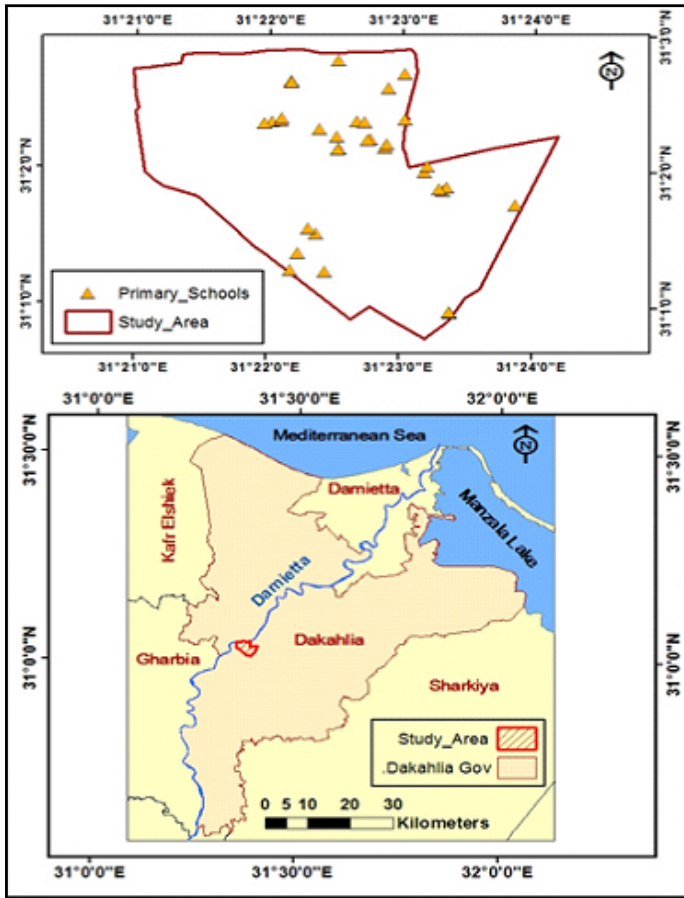 31°21'0"E 31°22'0"E 31°23'0"E 31°24'0"E
31°3'0"N
31°2'0"N
31°1'0"N
31°3'0"N
31°2'0"N
31°1'0"N
N
Primary_Schools
Study_Area
31°21'0"E 31°22'0"E 31°23'0"E 31°24'0"E
31°0'0"E 31°30'0"E 32°0'0"E
31°30'0"N
31°0'0"N
31°30'0"N
31°0'0"N
N
Mediterranean Sea
Damietta
Manzala Lake
Kafr Elshiek
Damietta
Dakahlia
Gharbia
Sharkiya
Study_Area
.Dakahlia Gov
0 5 10 20 30
Kilometers
31°0'0"E 31°30'0"E 32°0'0"E